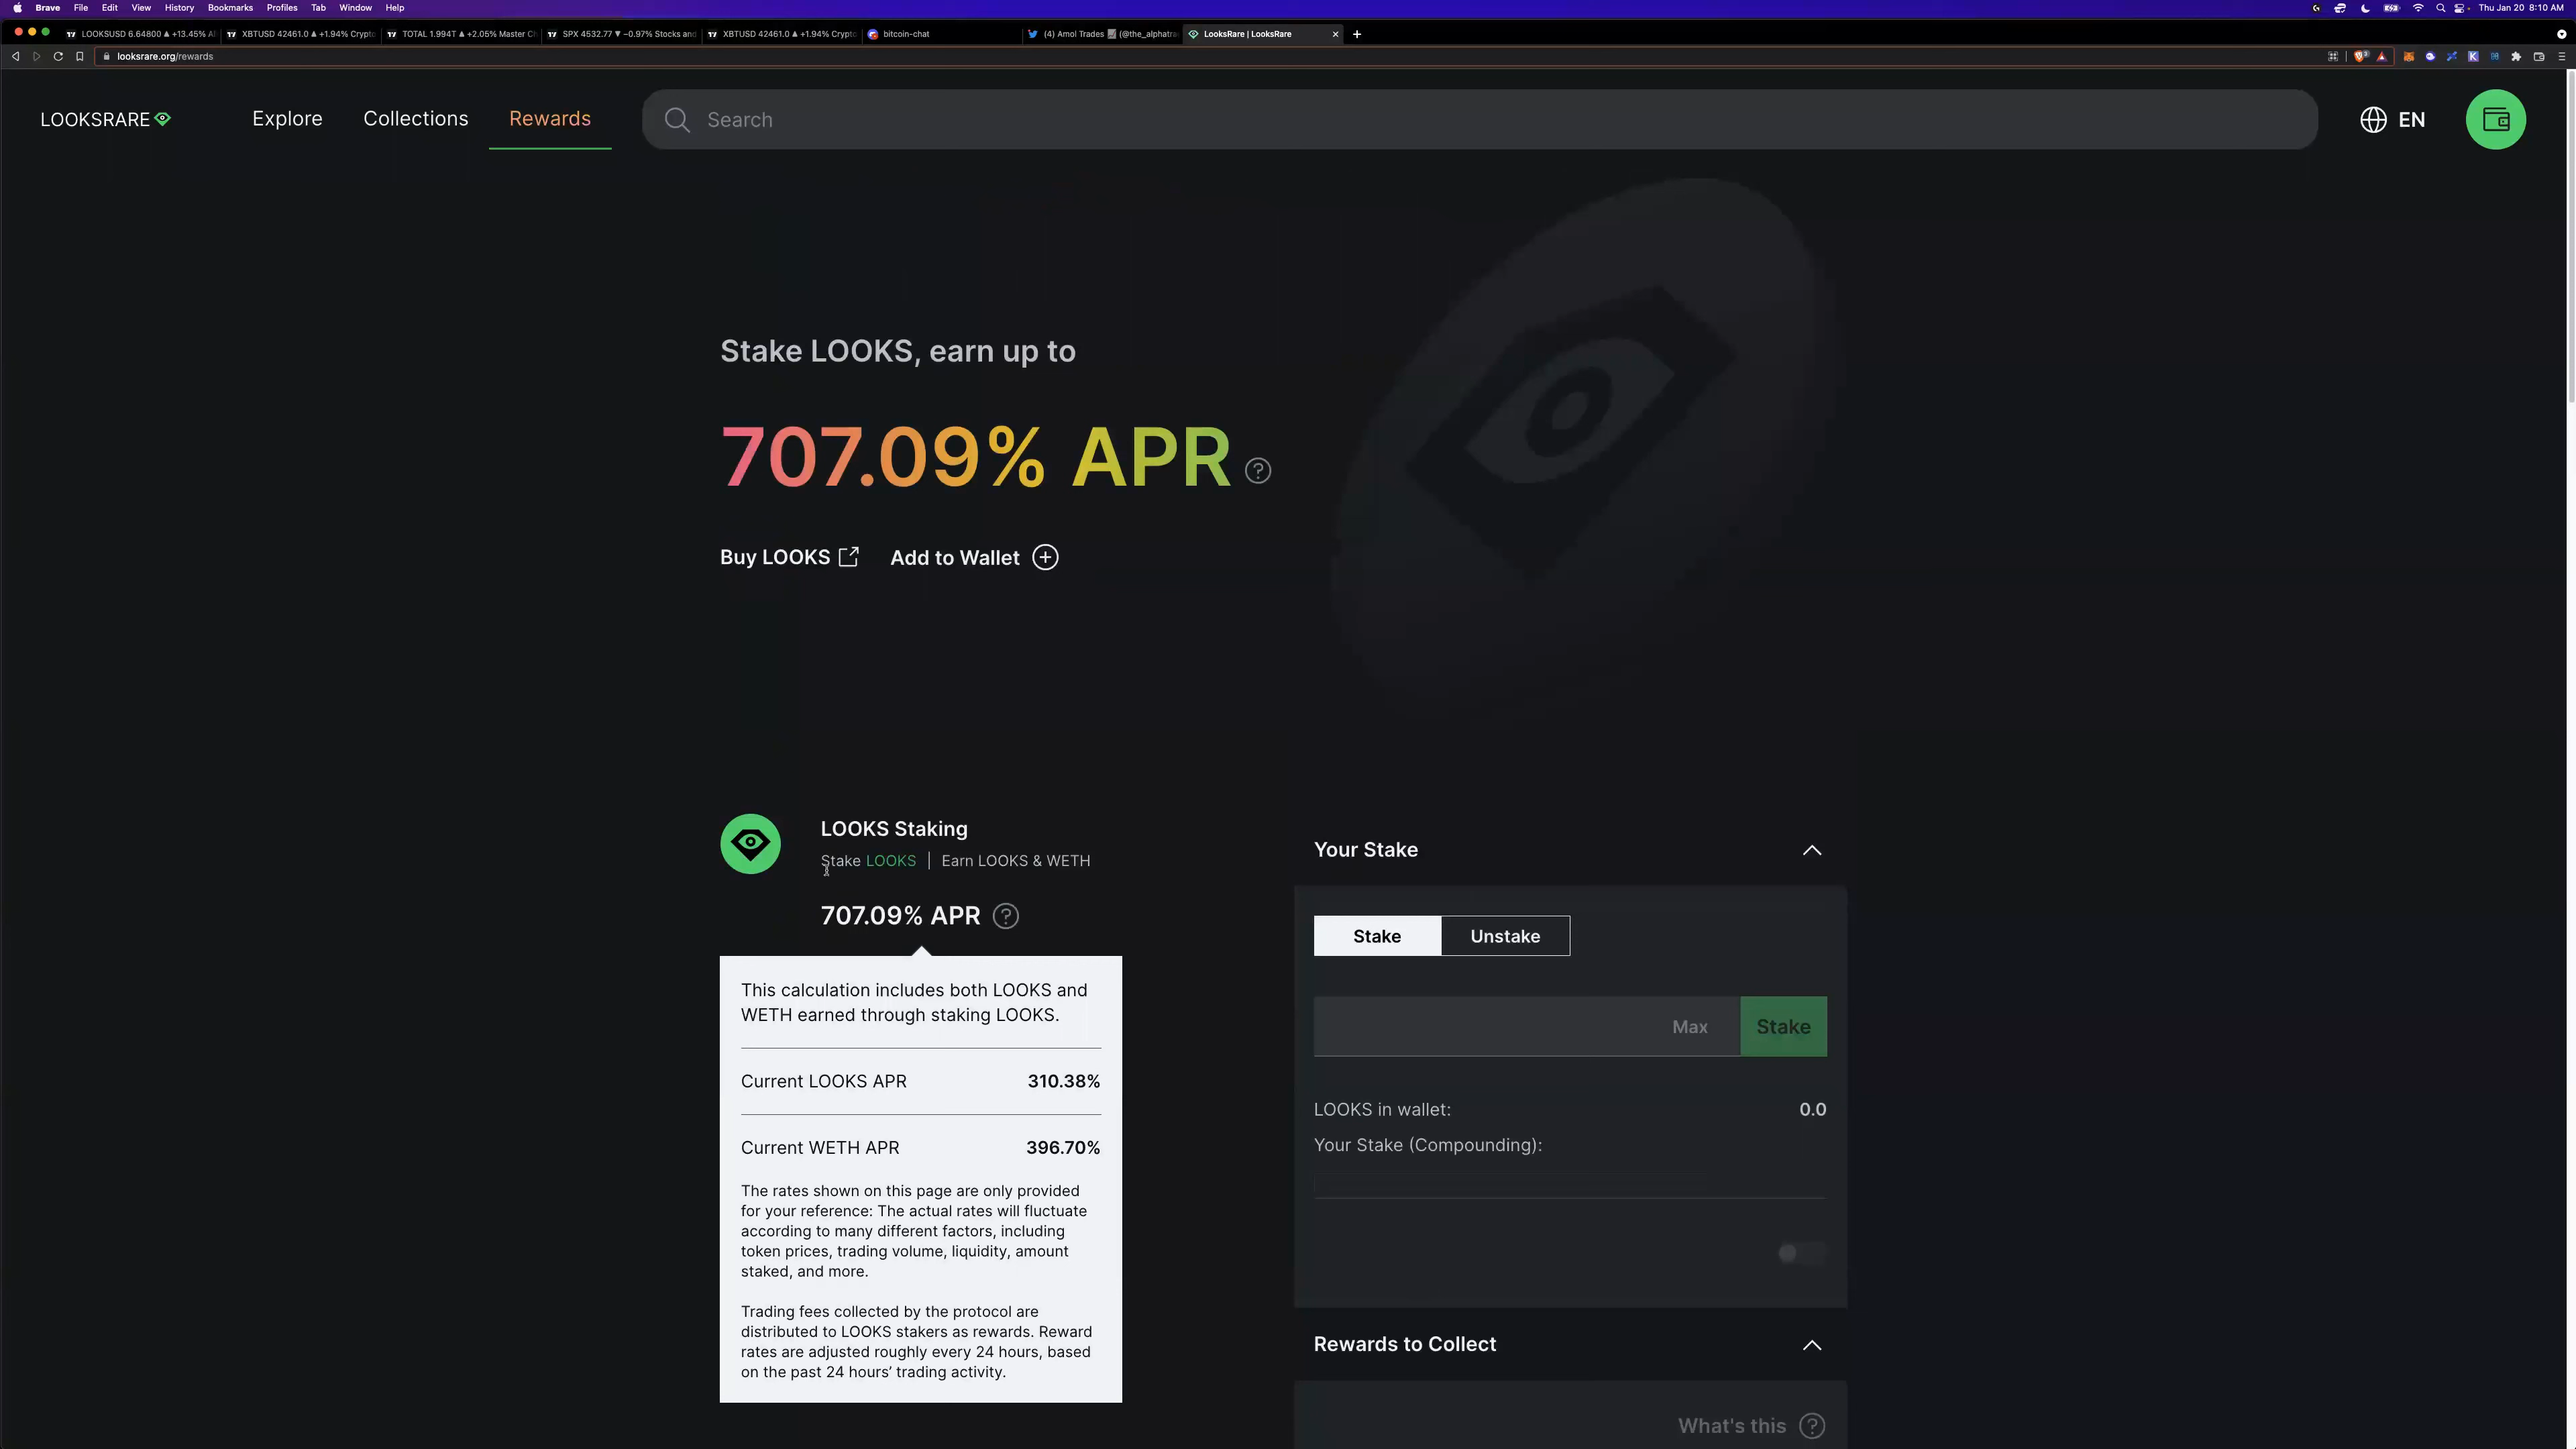 Brave File Edit View History Bookmarks Profiles Tab Window Help
Thu Jan 20 8:10 AM
LOOKSUSD 6.64800 ▲ +13.45%
XBTUSD 42461.0 ▲ +1.94% Crypto
TOTAL 1.994T ▲ +2.05% Master
SPX 4532.77 ▼ −0.97% Stocks and
XBTUSD 42461.0 ▲ +1.94% Crypto
bitcoin-chat
(4) Amol Trades (@the_alphatra
LooksRare | LooksRare
looksrare.org/rewards
LOOKSRARE
Explore
Collections
Rewards
Search
EN
Stake LOOKS, earn up to
707.09% APR ?
Buy LOOKS
Add to Wallet
LOOKS Staking
Stake LOOKS | Earn LOOKS & WETH
707.09% APR ?
This calculation includes both LOOKS and
WETH earned through staking LOOKS.
Current LOOKS APR 310.38%
Current WETH APR 396.70%
The rates shown on this page are only provided
for your reference: The actual rates will fluctuate
according to many different factors, including
token prices, trading volume, liquidity, amount
staked, and more.
Trading fees collected by the protocol are
distributed to LOOKS stakers as rewards. Reward
rates are adjusted roughly every 24 hours, based
on the past 24 hours’ trading activity.
Your Stake
Stake
Unstake
Max
Stake
LOOKS in wallet: 0.0
Your Stake (Compounding):
Rewards to Collect
What's this ?